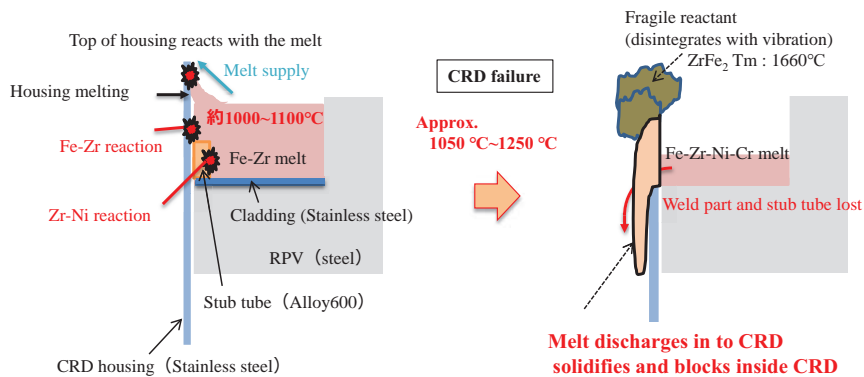 Top of housing reacts with the melt
Melt supply
Housing melting
約1000~1100℃
Fe-Zr reaction
Fe-Zr melt
Zr-Ni reaction
Cladding (Stainless steel)
RPV（steel）
Stub tube（Alloy600）
CRD housing（Stainless steel）
CRD failure
Approx.
1050 ℃~1250 ℃
Fragile reactant
(disintegrates with vibration)
ZrFe₂ Tm : 1660℃
Fe-Zr-Ni-Cr melt
Weld part and stub tube lost
Melt discharges in to CRD
solidifies and blocks inside CRD